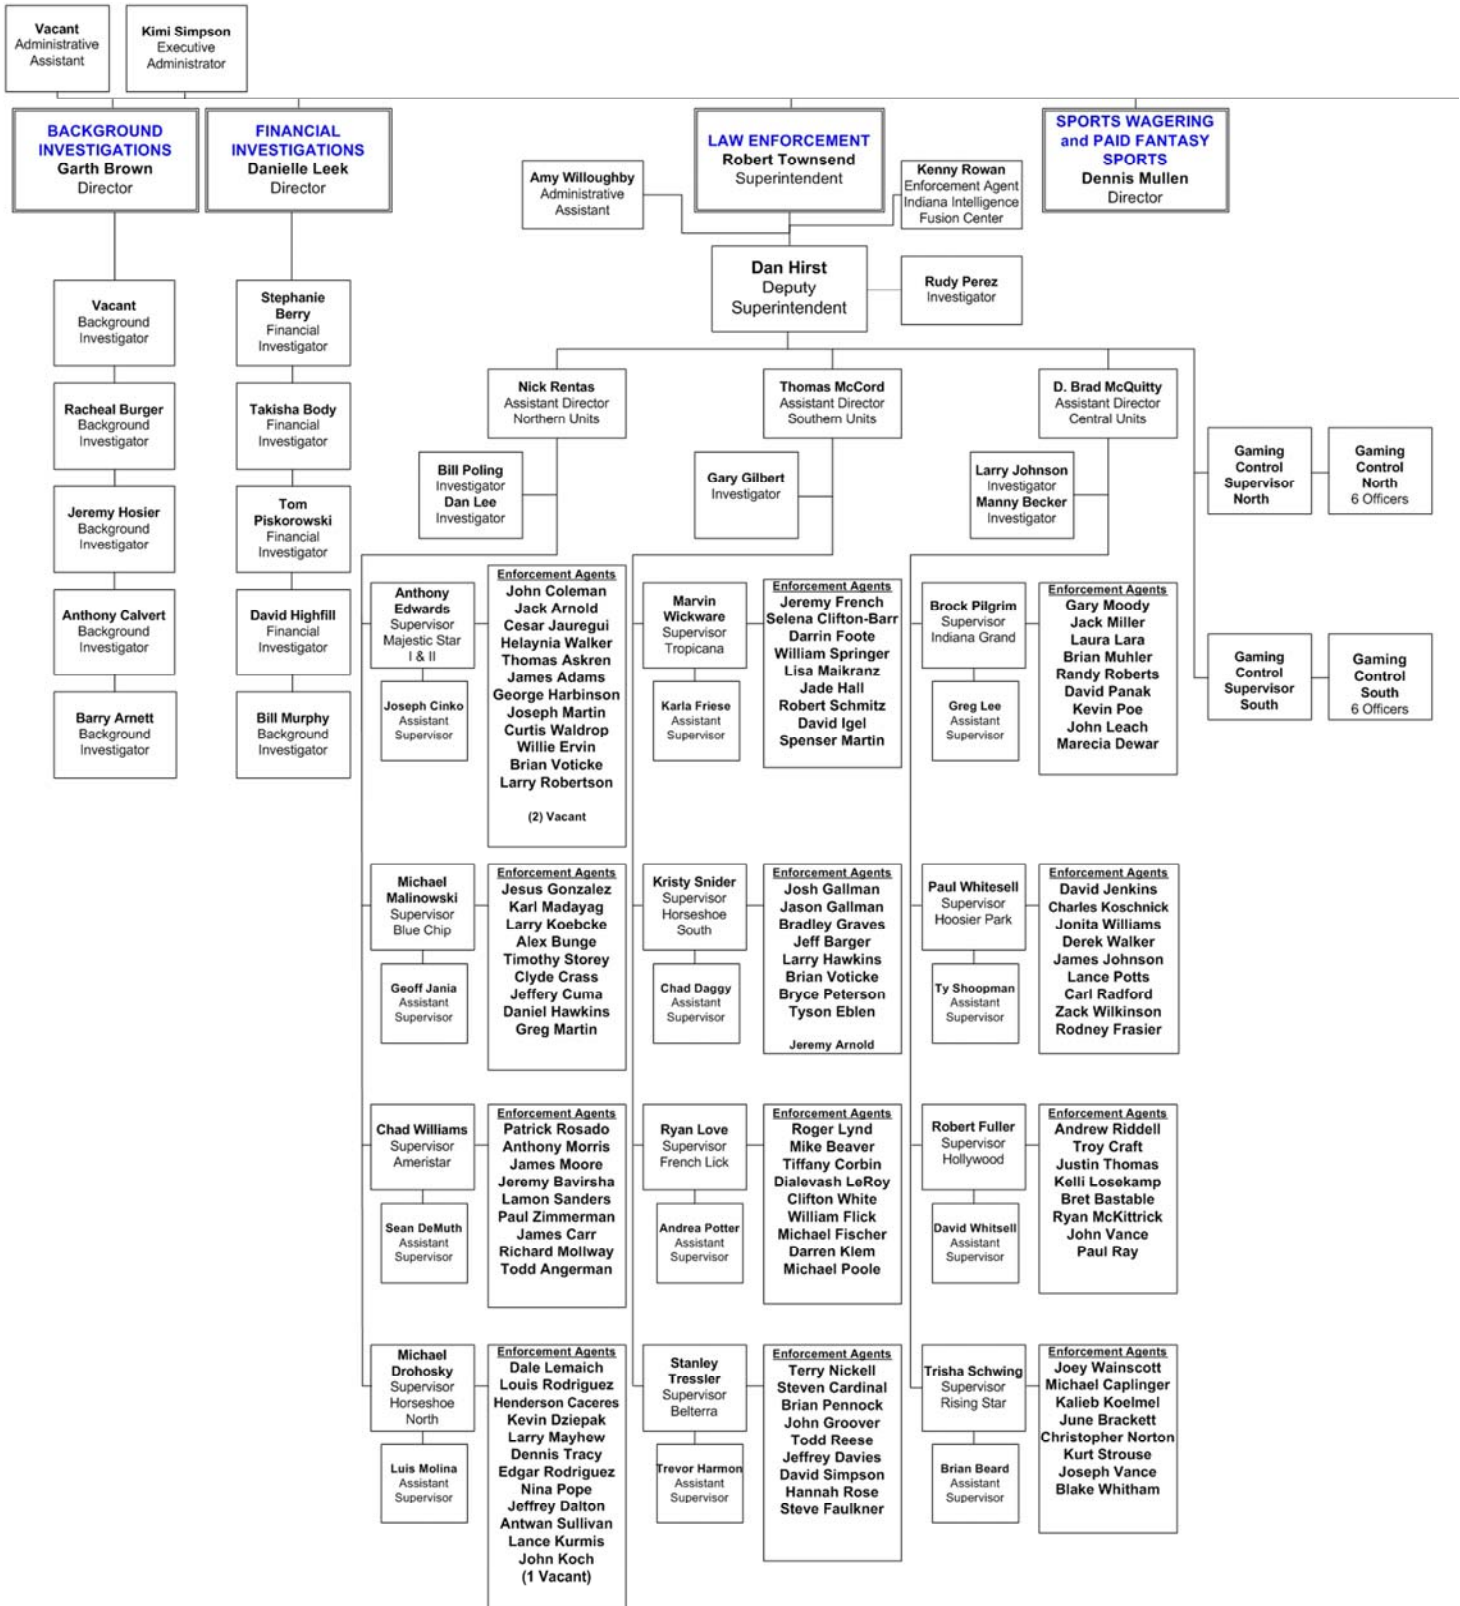 Vacant
Administrative
Assistant
Kimi Simpson
Executive
Administrator
BACKGROUND
INVESTIGATIONS
Garth Brown
Director
FINANCIAL
INVESTIGATIONS
Danielle Leek
Director
LAW ENFORCEMENT
Robert Townsend
Superintendent
SPORTS WAGERING
and PAID FANTASY
SPORTS
Dennis Mullen
Director
Amy Willoughby
Administrative
Assistant
Kenny Rowan
Enforcement Agent
Indiana Intelligence
Fusion Center
Dan Hirst
Deputy
Superintendent
Rudy Perez
Investigator
Vacant
Background
Investigator
Racheal Burger
Background
Investigator
Jeremy Hosier
Background
Investigator
Anthony Calvert
Background
Investigator
Barry Arnett
Background
Investigator
Stephanie
Berry
Financial
Investigator
Takisha Body
Financial
Investigator
Tom
Piskorowski
Financial
Investigator
David Highfill
Financial
Investigator
Bill Murphy
Background
Investigator
Nick Rentas
Assistant Director
Northern Units
Bill Poling
Investigator
Dan Lee
Investigator
Anthony
Edwards
Supervisor
Majestic Star
I & II
Joseph Cinko
Assistant
Supervisor
Enforcement Agents
John Coleman
Jack Arnold
Cesar Jauregui
Helaynia Walker
Thomas Askren
James Adams
George Harbinson
Joseph Martin
Curtis Waldrop
Willie Ervin
Brian Voticke
Larry Robertson
(2) Vacant
Michael
Malinowski
Supervisor
Blue Chip
Geoff Jania
Assistant
Supervisor
Enforcement Agents
Jesus Gonzalez
Karl Madayag
Larry Koebcke
Alex Bunge
Timothy Storey
Clyde Crass
Jeffery Cuma
Daniel Hawkins
Greg Martin
Chad Williams
Supervisor
Ameristar
Sean DeMuth
Assistant
Supervisor
Enforcement Agents
Patrick Rosado
Anthony Morris
James Moore
Jeremy Bavirsha
Lamon Sanders
Paul Zimmerman
James Carr
Richard Mollway
Todd Angerman
Michael
Drohosky
Supervisor
Horseshoe
North
Luis Molina
Assistant
Supervisor
Enforcement Agents
Dale Lemaich
Louis Rodriguez
Henderson Caceres
Kevin Dziepak
Larry Mayhew
Dennis Tracy
Edgar Rodriguez
Nina Pope
Jeffrey Dalton
Antwan Sullivan
Lance Kurmis
John Koch
(1 Vacant)
Thomas McCord
Assistant Director
Southern Units
Gary Gilbert
Investigator
Marvin
Wickware
Supervisor
Tropicana
Karla Friese
Assistant
Supervisor
Enforcement Agents
Jeremy French
Selena Clifton-Barr
Darrin Foote
William Springer
Lisa Maikranz
Jade Hall
Robert Schmitz
David Igel
Spenser Martin
Kristy Snider
Supervisor
Horseshoe
South
Chad Daggy
Assistant
Supervisor
Enforcement Agents
Josh Gallman
Jason Gallman
Bradley Graves
Jeff Barger
Larry Hawkins
Brian Voticke
Bryce Peterson
Tyson Eblen
Jeremy Arnold
Ryan Love
Supervisor
French Lick
Andrea Potter
Assistant
Supervisor
Enforcement Agents
Roger Lynd
Mike Beaver
Tiffany Corbin
Dialevash LeRoy
Clifton White
William Flick
Michael Fischer
Darren Klem
Michael Poole
Stanley
Tressler
Supervisor
Belterra
Trevor Harmon
Assistant
Supervisor
Enforcement Agents
Terry Nickell
Steven Cardinal
Brian Pennock
John Groover
Todd Reese
Jeffrey Davies
David Simpson
Hannah Rose
Steve Faulkner
D. Brad McQuitty
Assistant Director
Central Units
Larry Johnson
Investigator
Manny Becker
Investigator
Brock Pilgrim
Supervisor
Indiana Grand
Greg Lee
Assistant
Supervisor
Enforcement Agents
Gary Moody
Jack Miller
Laura Lara
Brian Muhler
Randy Roberts
David Panak
Kevin Poe
John Leach
Marecia Dewar
Paul Whitesell
Supervisor
Hoosier Park
Ty Shoopman
Assistant
Supervisor
Enforcement Agents
David Jenkins
Charles Koschnick
Jonita Williams
Derek Walker
James Johnson
Lance Potts
Carl Radford
Zack Wilkinson
Rodney Frasier
Robert Fuller
Supervisor
Hollywood
David Whitsell
Assistant
Supervisor
Enforcement Agents
Andrew Riddell
Troy Craft
Justin Thomas
Kelli Losekamp
Bret Bastable
Ryan McKittrick
John Vance
Paul Ray
Trisha Schwing
Supervisor
Rising Star
Brian Beard
Assistant
Supervisor
Enforcement Agents
Joey Wainscott
Michael Caplinger
Kalieb Koelmel
June Brackett
Christopher Norton
Kurt Strouse
Joseph Vance
Blake Whitham
Gaming
Control
Supervisor
North
Gaming
Control
North
6 Officers
Gaming
Control
Supervisor
South
Gaming
Control
South
6 Officers